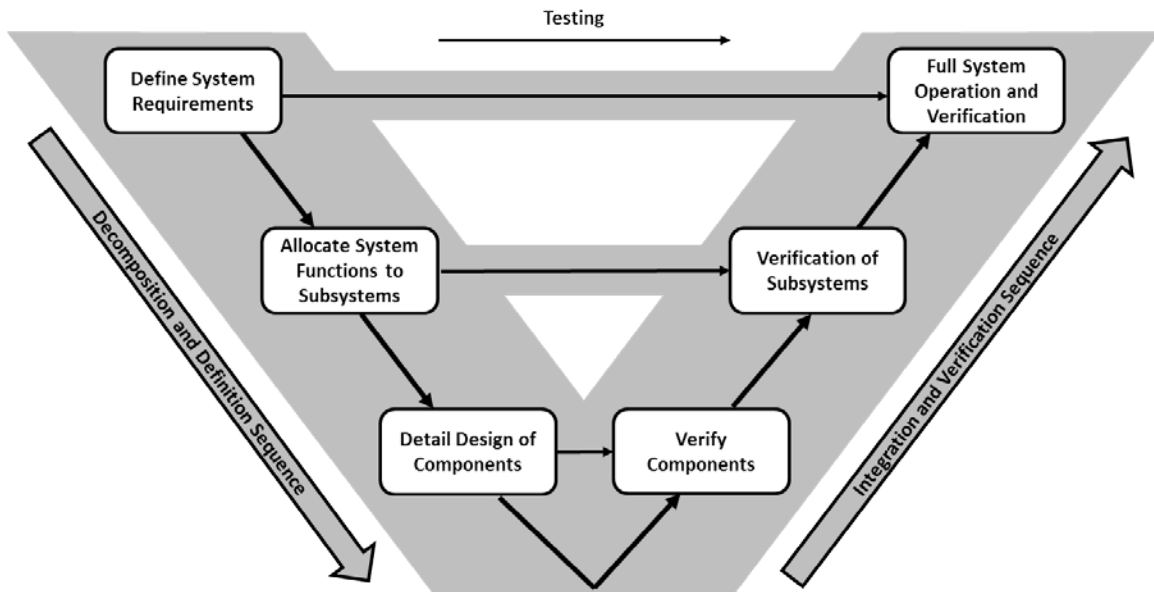 Testing
Define System
Requirements
Full System
Operation and
Verification
Allocate System
Functions to
Subsystems
Verification of
Subsystems
Decomposition and Definition Sequence
Integration and Verification Sequence
Detail Design of
Components
Verify
Components